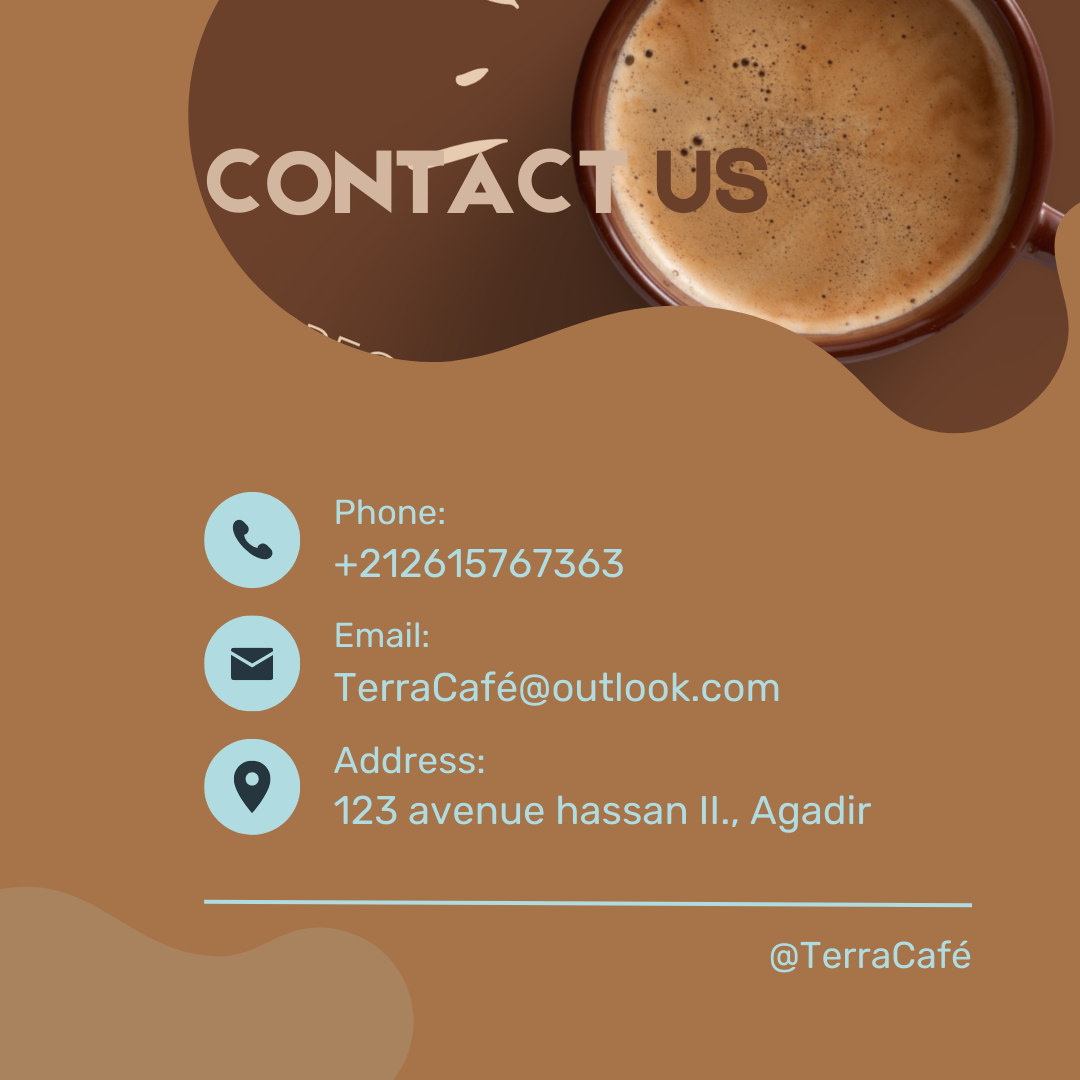 CONTACT US
Phone:
+212615767363
Email:
TerraCafé@outlook.com
Address:
123 avenue hassan II., Agadir
@TerraCafé